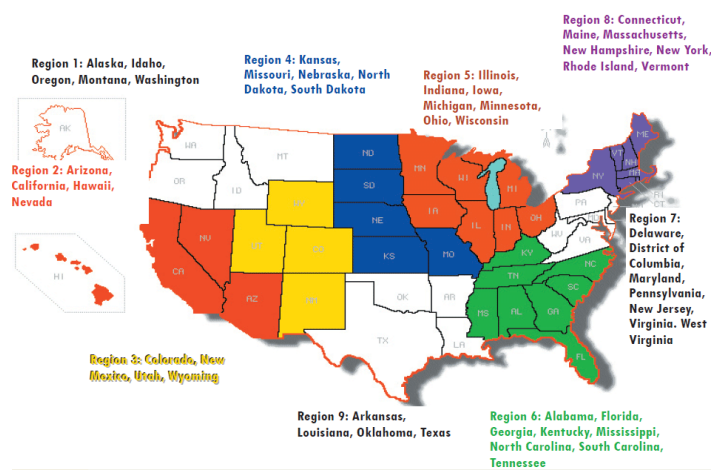 Region 8: Connecticut,
Maine, Massachusetts,
New Hampshire, New York,
Rhode Island, Vermont
Region 1: Alaska, Idaho,
Oregon, Montana, Washington
Region 4: Kansas,
Missouri, Nebraska, North
Dakota, South Dakota
Region 5: Illinois,
Indiana, Iowa,
Michigan, Minnesota,
Ohio, Wisconsin
AK
Region 2: Arizona,
California, Hawaii,
Nevada
WA
MT
ND
MN
WI
MI
ME
VT
NH
MA
NY
RI
CT
OR
ID
SD
IA
PA
NE
IL
IN
OH
NV
UT
CO
KS
MO
KY
WV
VA
Region 7:
Delaware,
District of
Columbia,
Maryland,
Pennsylvania,
New Jersey,
Virginia. West
Virginia
CA
AZ
OK
AR
TN
NC
SC
HI
TX
LA
MS
AL
GA
FL
Region 3: Colorado, New
Mexico, Utah, Wyoming
Region 9: Arkansas,
Louisiana, Oklahoma, Texas
Region 6: Alabama, Florida,
Georgia, Kentucky, Mississippi,
North Carolina, South Carolina,
Tennessee